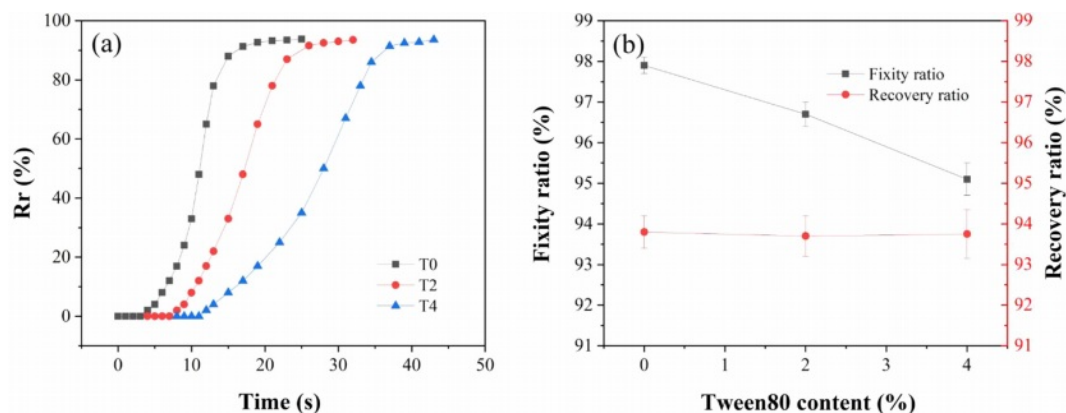 (a)
100
80
60
40
20
0
Rr (%)
T0
T2
T4
0
10
20
30
40
50
Time (s)
(b)
99
98
97
96
95
94
93
92
91
Fixity ratio (%)
Fixity ratio
Recovery ratio
99
98
97
96
95
94
93
92
91
Recovery ratio (%)
0
1
2
3
4
Tween80 content (%)